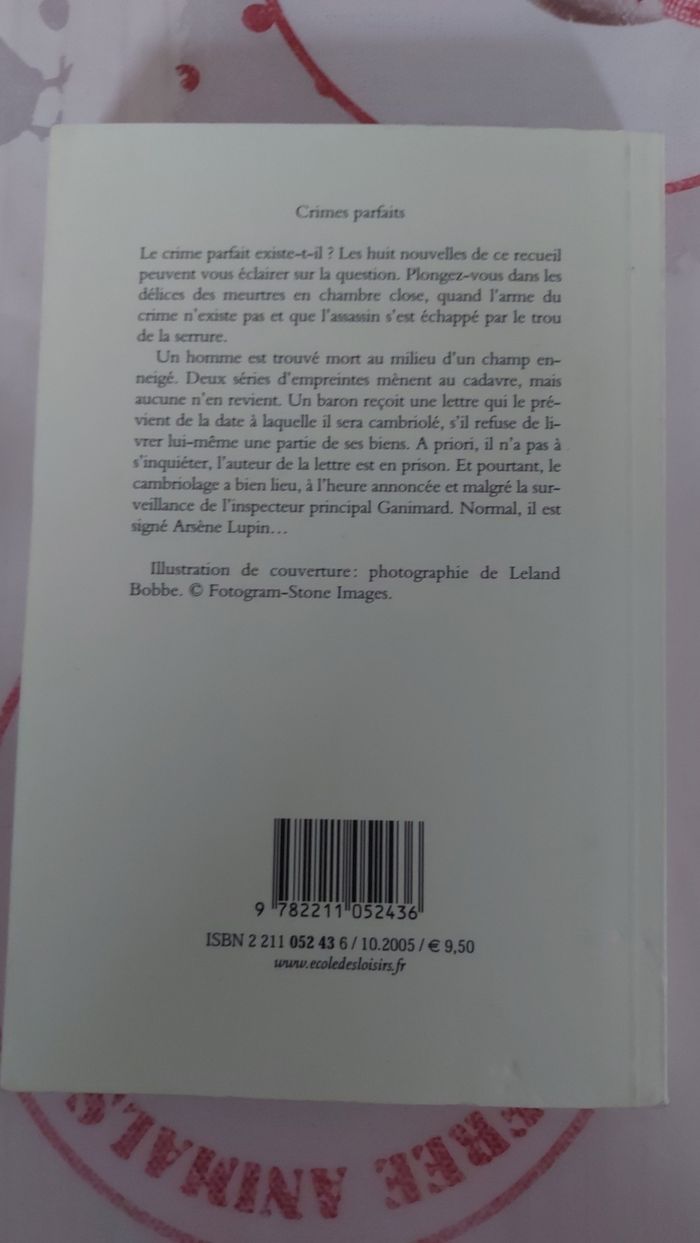 Crimes parfaits
Le crime parfait existe-t-il ? Les huit nouvelles de ce recueil
peuvent vous éclairer sur la question. Plongez-vous dans les
délices des meurtres en chambre close, quand l'arme du
crime n'existe pas et que l'assassin s'est échappé par le trou
de la serrure.
Un homme est trouvé mort au milieu d'un champ en-
neigé. Deux séries d'empreintes mènent au cadavre, mais
aucune n'en revient. Un baron reçoit une lettre qui le pré-
vient de la date à laquelle il sera cambriolé, s'il refuse de li-
vrer lui-même une partie de ses biens. A priori, il n'a pas à
s'inquiéter, l'auteur de la lettre est en prison. Et pourtant, le
cambriolage a bien lieu, à l'heure annoncée et malgré la sur-
veillance de l'inspecteur principal Ganimard. Normal, il est
signé Arsène Lupin…
Illustration de couverture : photographie de Leland
Bobbe. © Fotogram-Stone Images.
9 782211 052436
ISBN 2 211 052 43 6 / 10.2005 / € 9,50
www.ecoledesloisirs.fr
FREE ANIMALS